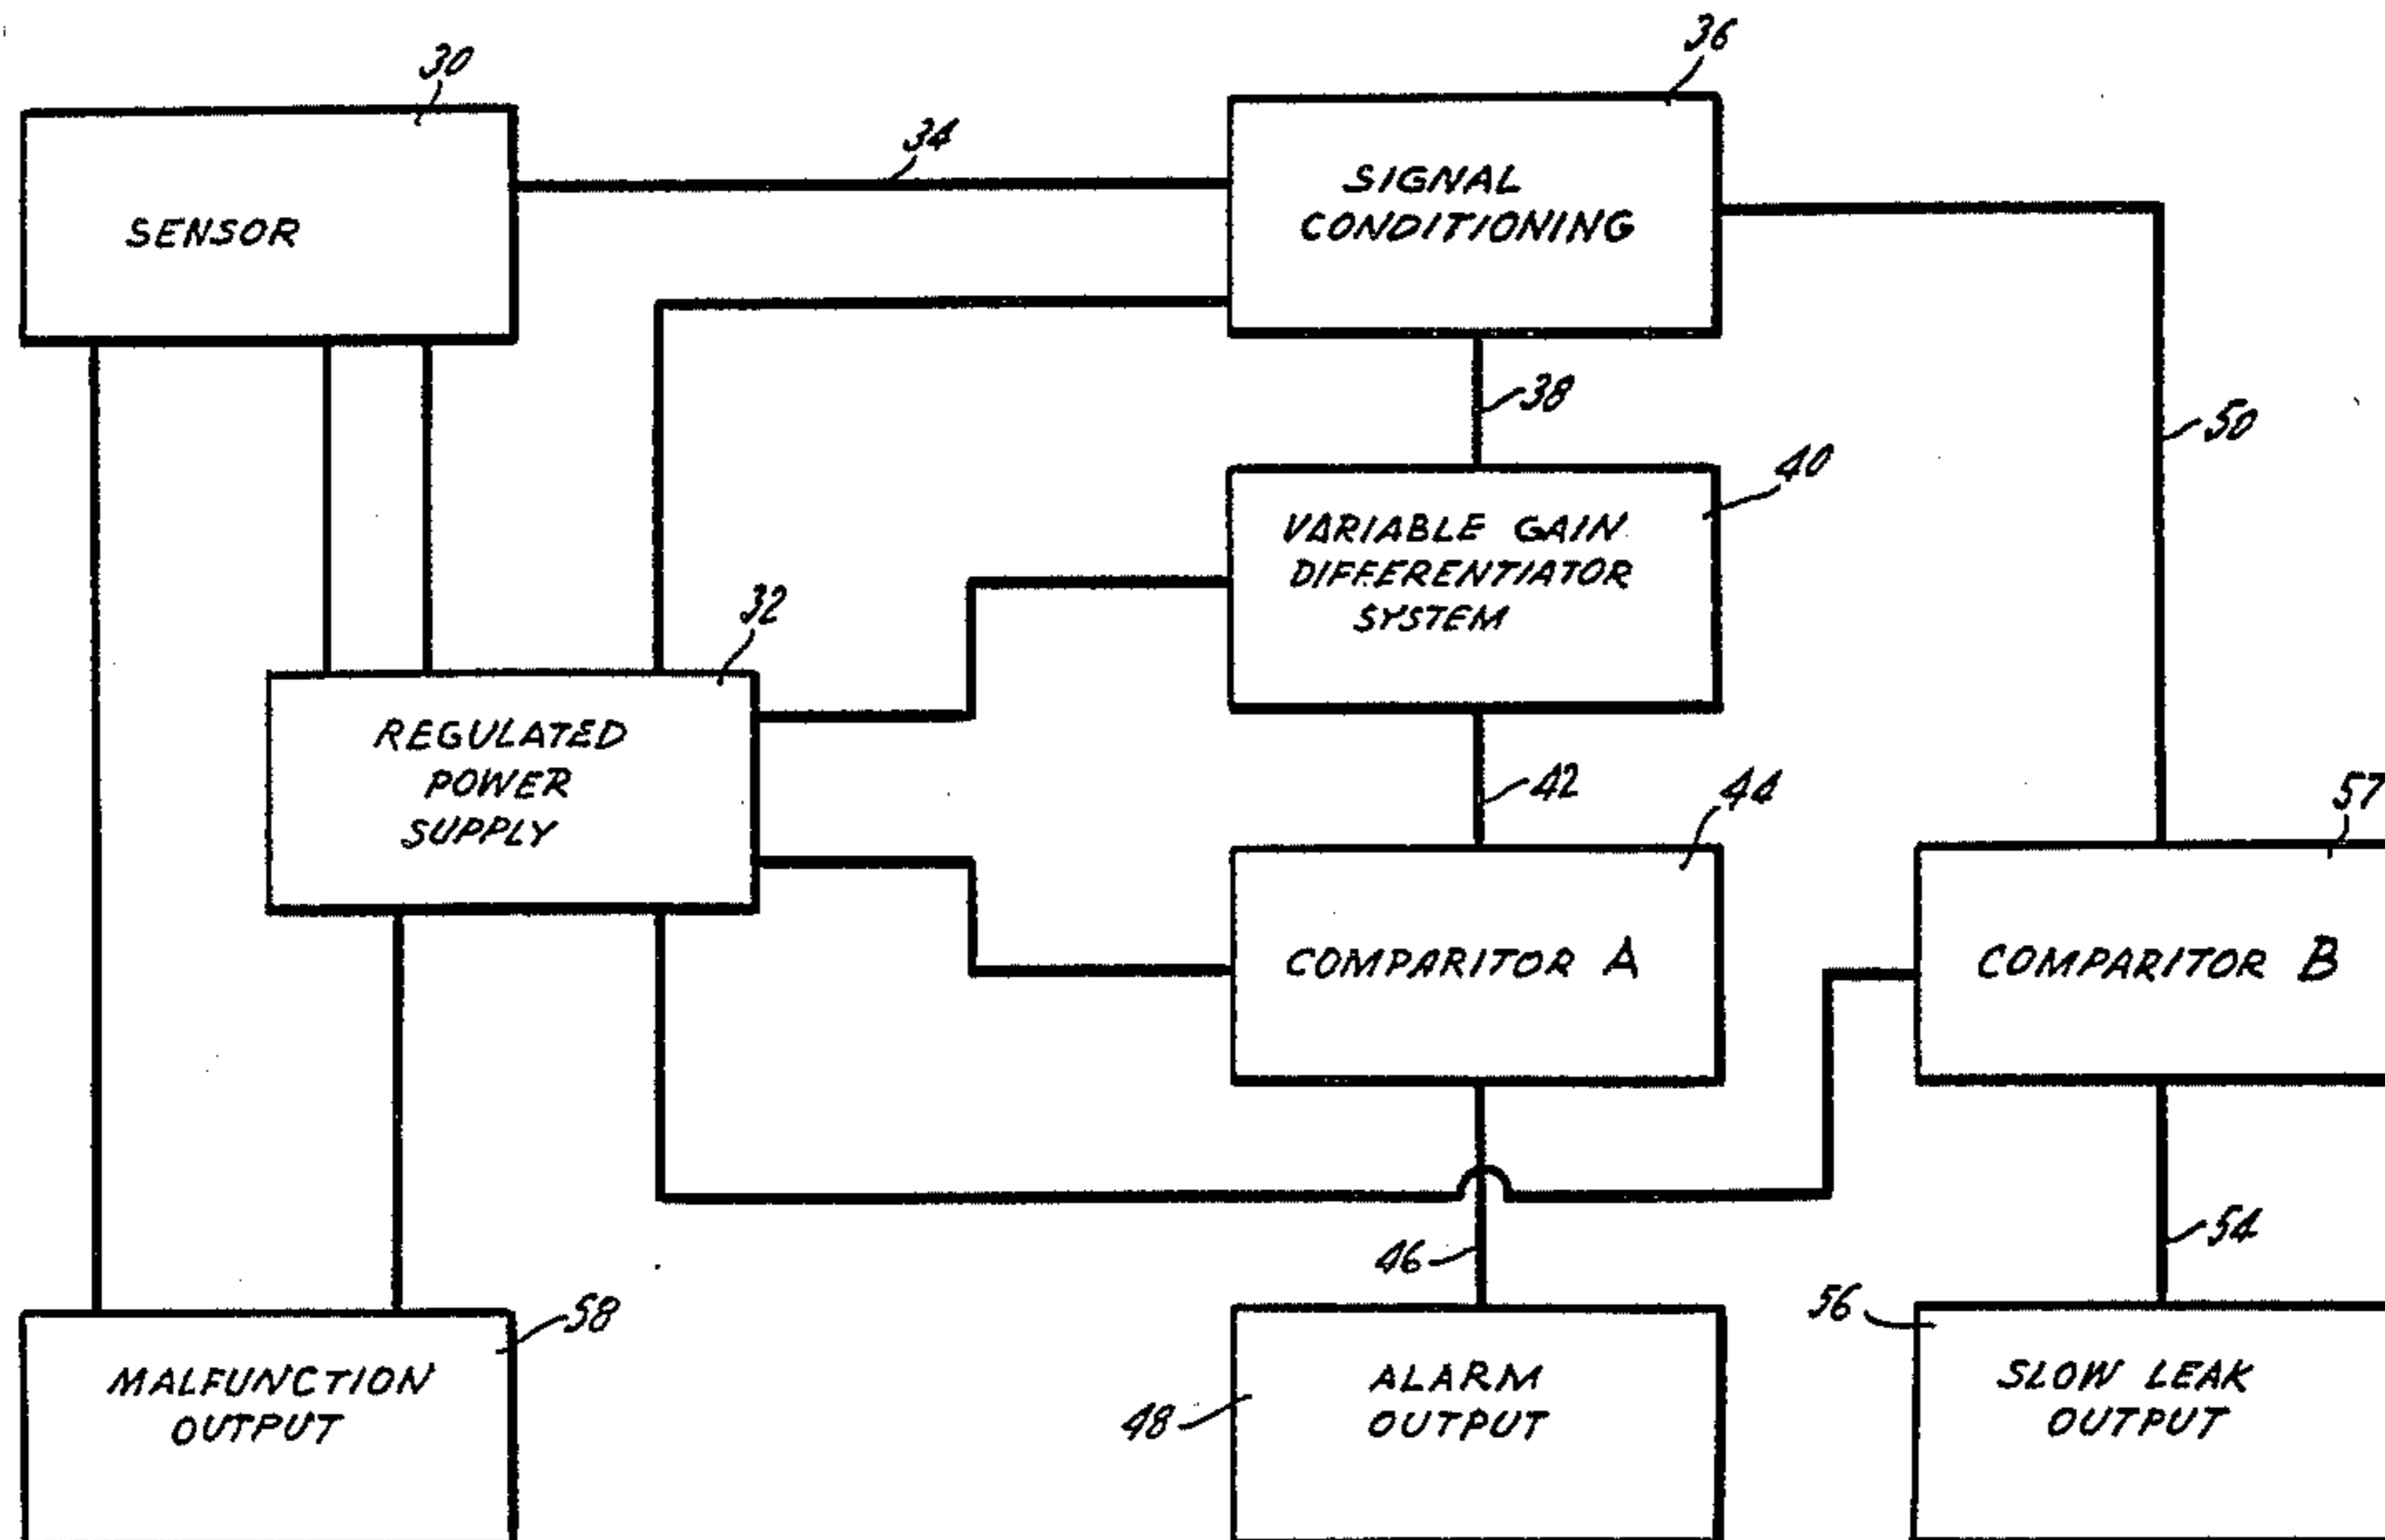 30
36
34
SENSOR
SIGNAL
CONDITIONING
38
50
40
VARIABLE GAIN
DIFFERENTIATOR
SYSTEM
32
REGULATED
POWER
SUPPLY
42
44
57
COMPARITOR A
COMPARITOR B
46
54
58
56
MALFUNCTION
OUTPUT
48
ALARM
OUTPUT
SLOW LEAK
OUTPUT